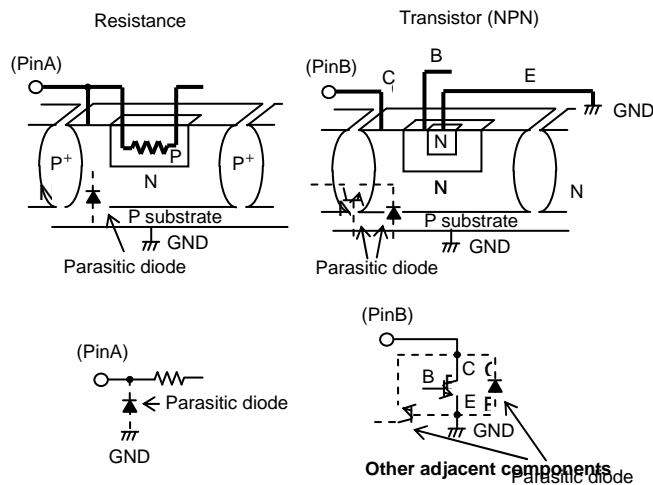 Resistance
(PinA)
P+
P
P+
N
P substrate
GND
Parasitic diode
Transistor (NPN)
(PinB)
C
B
E
GND
N
N
N
P substrate
GND
Parasitic diode
(PinA)
Parasitic diode
GND
(PinB)
C
B
E
GND
Other adjacent components
Parasitic diode